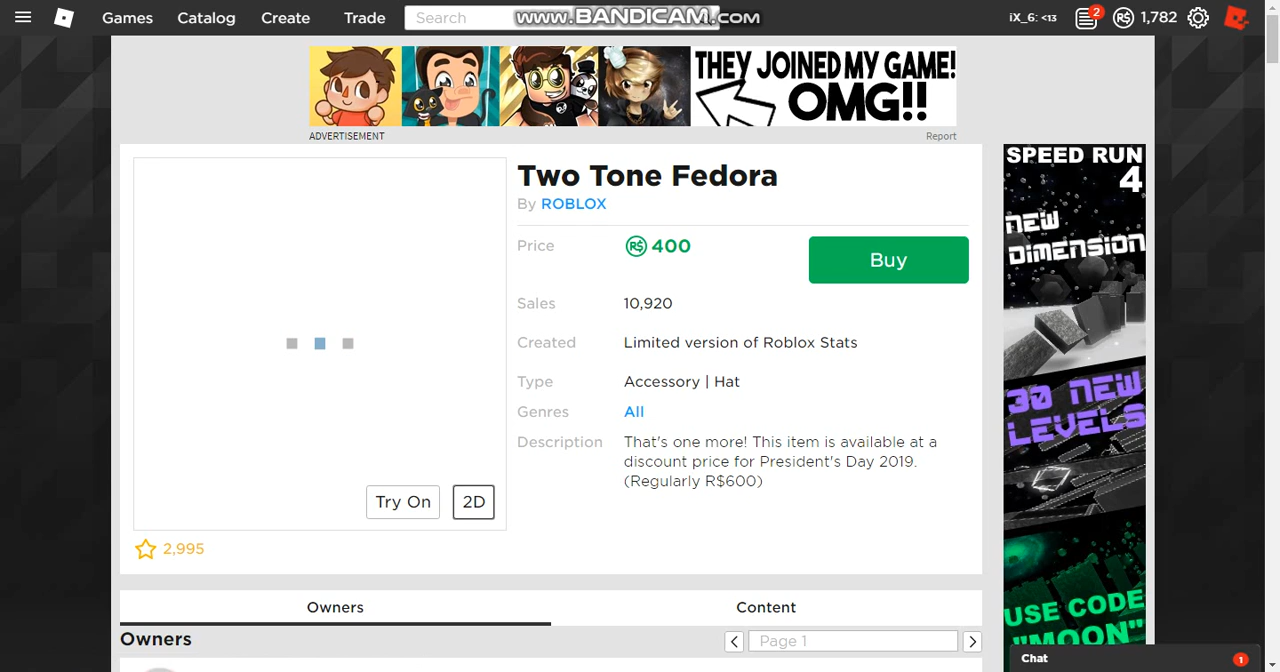 Games Catalog Create Trade Search www.BANDICAM.COM iX_6: <13 2 R$ 1,782
THEY JOINED MY GAME!
OMG!!
ADVERTISEMENT Report
Two Tone Fedora
By ROBLOX
Price R$ 400 Buy
Sales 10,920
Created Limited version of Roblox Stats
Type Accessory | Hat
Genres All
Description That's one more! This item is available at a
discount price for President's Day 2019.
(Regularly R$600)
Try On 2D
2,995
Owners Content
Owners < Page 1 >
SPEED RUN
4
NEW
DIMENSION
30 NEW
LEVELS
USE CODE
"MOON"
Chat 1